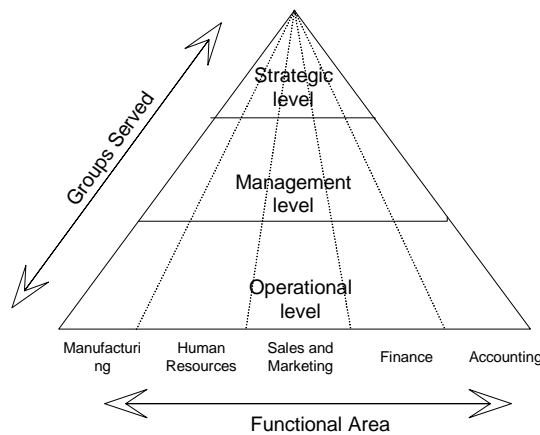 Strategic
level
Groups Served
Management
level
Operational
level
Manufacturi
ng
Human
Resources
Sales and
Marketing
Finance
Accounting
Functional Area